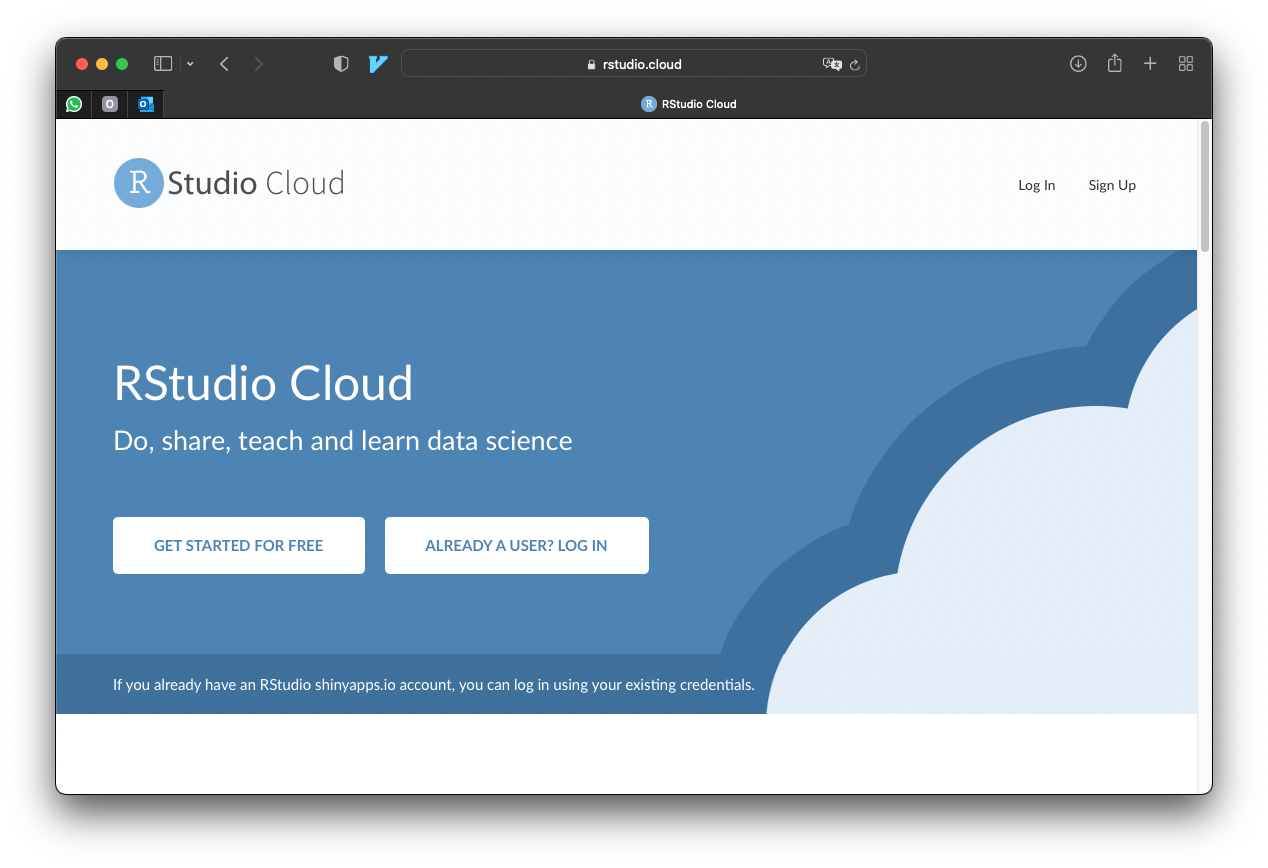 rstudio.cloud
O
R RStudio Cloud
R Studio Cloud
Log In
Sign Up
RStudio Cloud
Do, share, teach and learn data science
GET STARTED FOR FREE
ALREADY A USER? LOG IN
If you already have an RStudio shinyapps.io account, you can log in using your existing credentials.